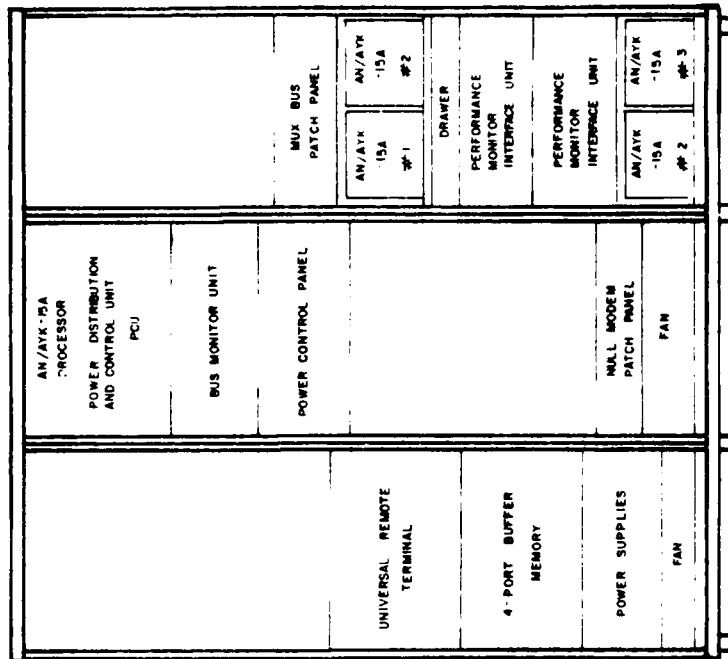 UNIVERSAL REMOTE
TERMINAL
4-PORT BUFFER
MEMORY
POWER SUPPLIES
FAN
AN/AYK-15A
PROCESSOR
POWER DISTRIBUTION
AND CONTROL UNIT
PCU
BUS MONITOR UNIT
POWER CONTROL PANEL
NULL MODEM
PATCH PANEL
FAN
MUX BUS
PATCH PANEL
AN/AYK
-15A
#1
AN/AYK
-15A
#2
DRAWER
PERFORMANCE
MONITOR
INTERFACE UNIT
PERFORMANCE
MONITOR
INTERFACE UNIT
AN/AYK
-15A
#2
AN/AYK
-15A
#3